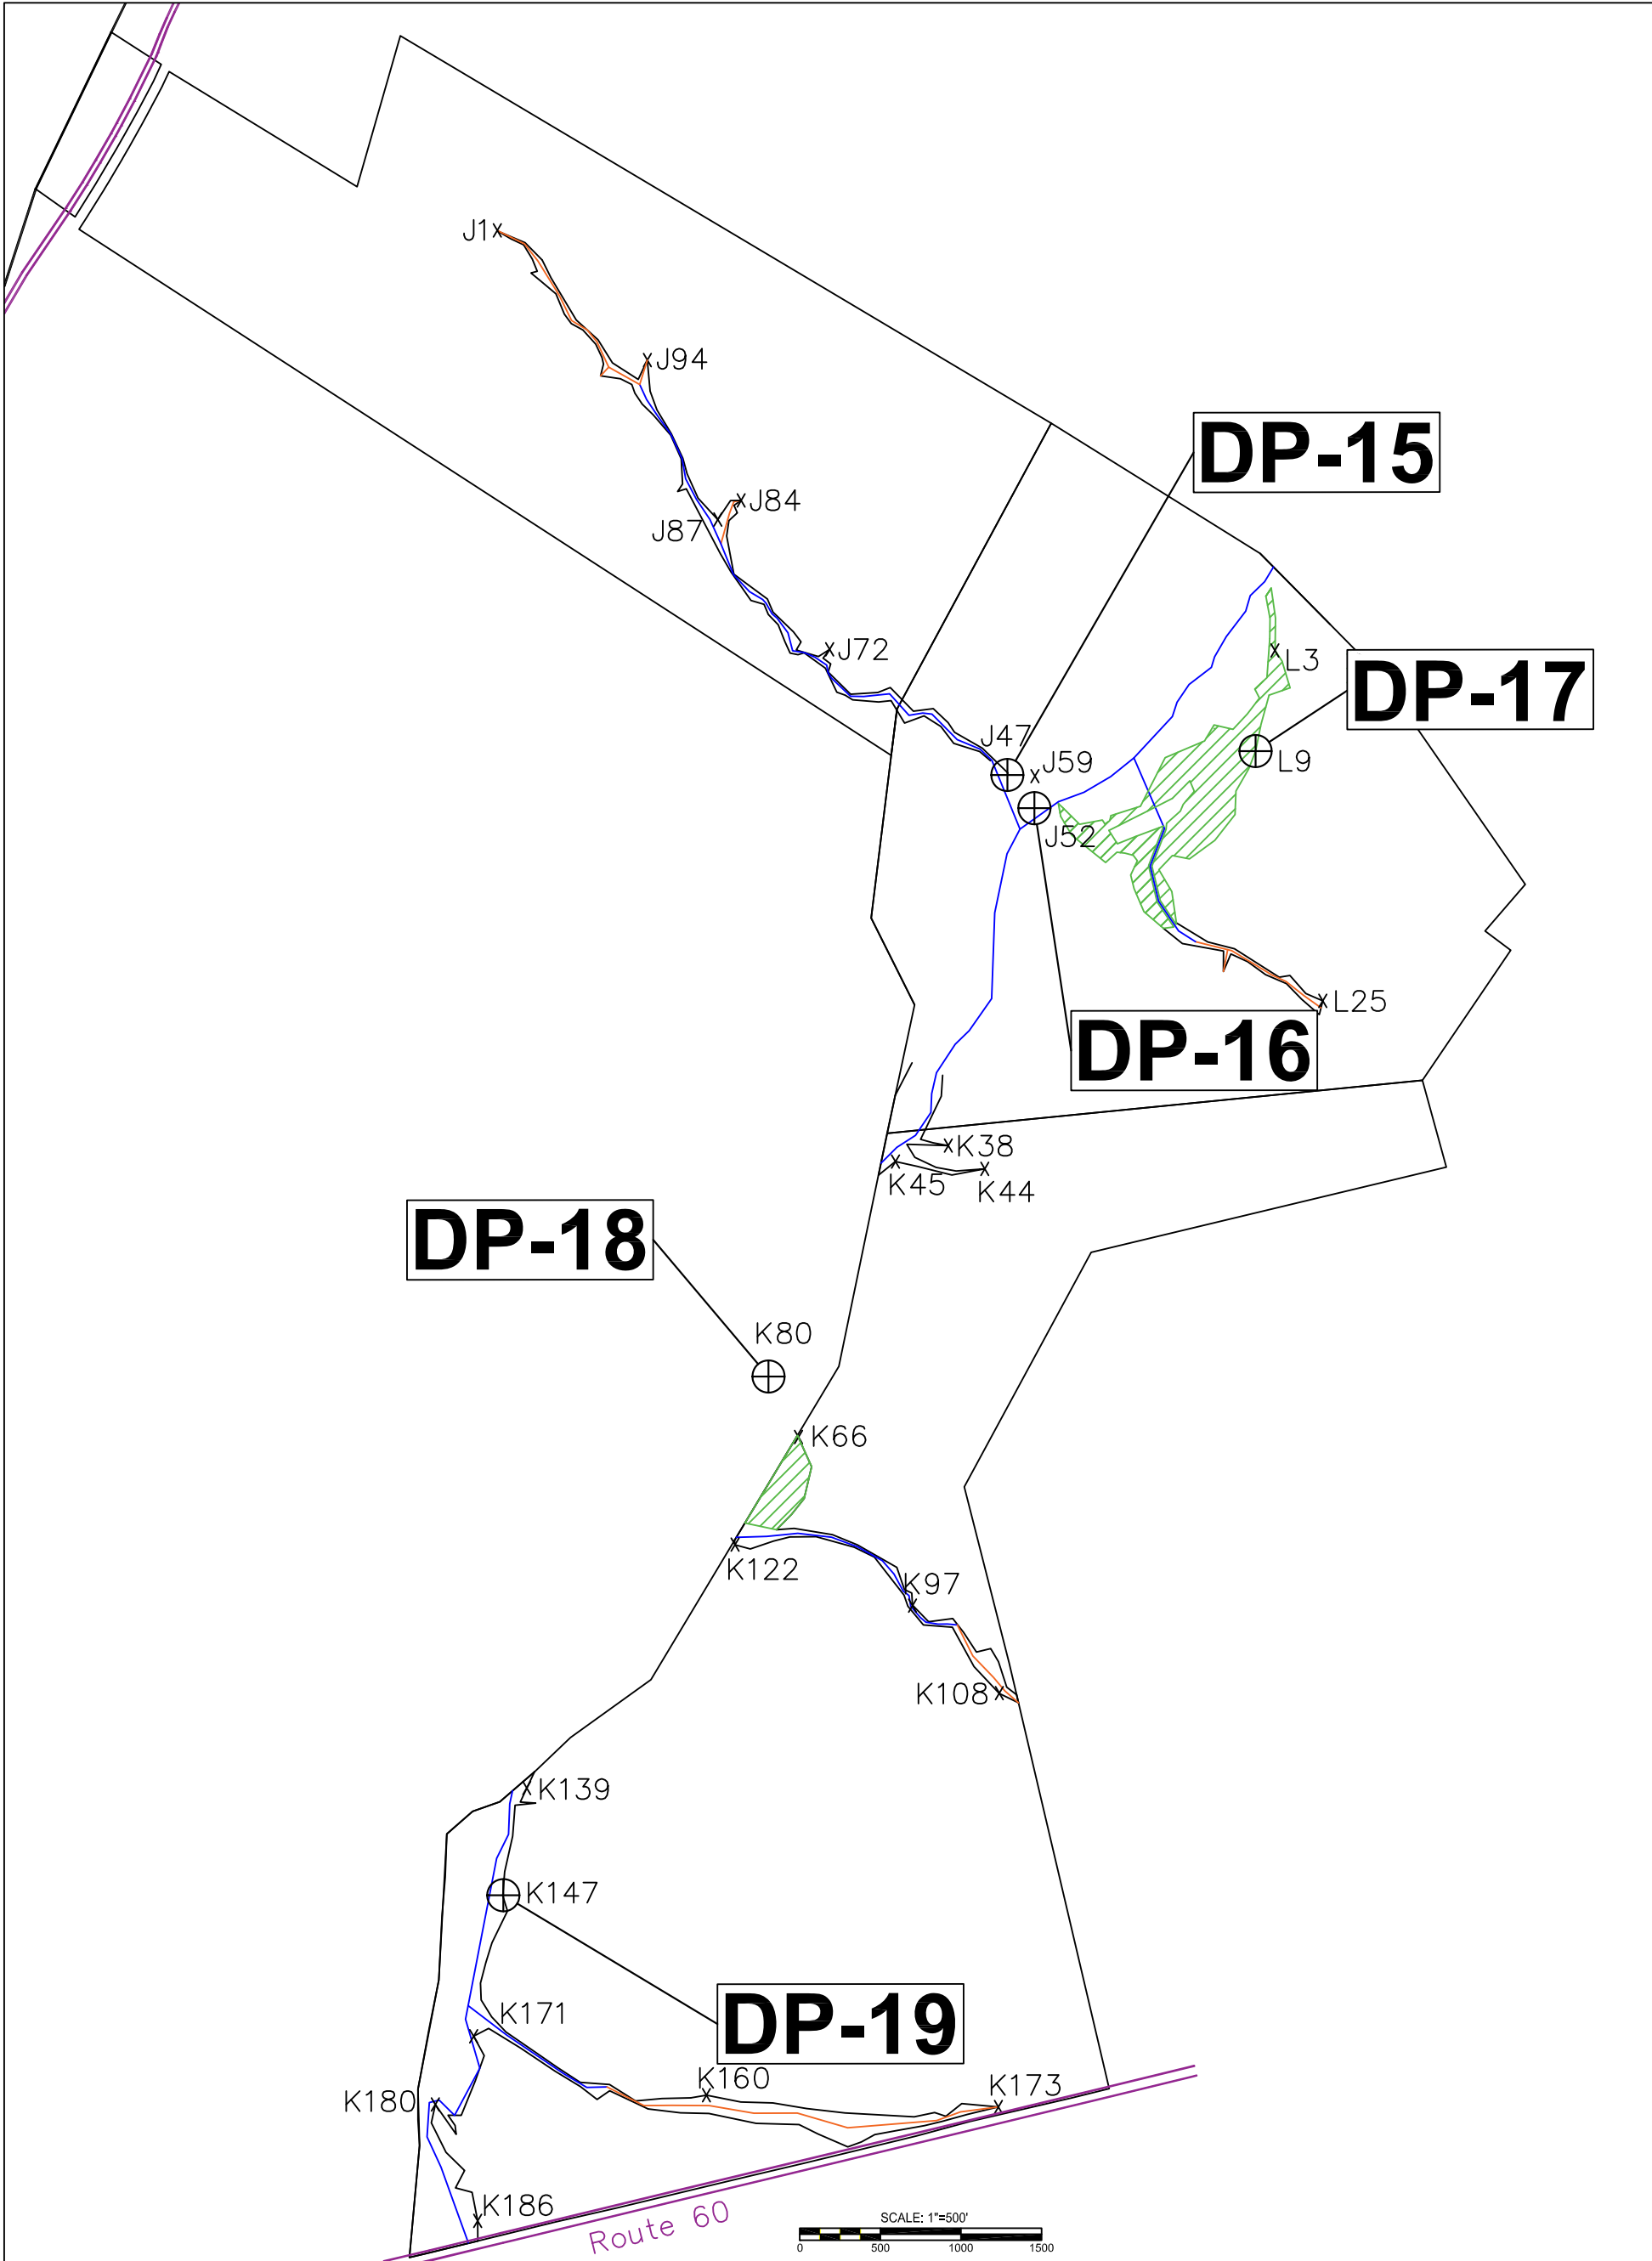 J1
J94
DP-15
J84
J87
J72
L3
DP-17
J47
J59
L9
J52
L25
DP-16
K38
K45
K44
DP-18
K80
K66
K122
K97
K108
K139
K147
DP-19
K171
K160
K173
K180
K186
Route 60
SCALE: 1"=500'
0 500 1000 1500